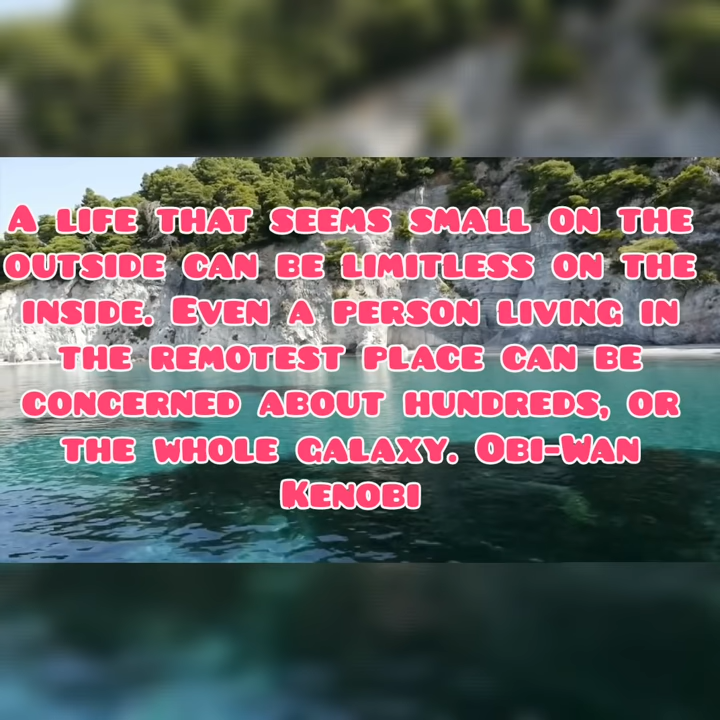 A life that seems small on the
outside can be limitless on the
inside. Even a person living in
the remotest place can be
concerned about hundreds, or
the whole galaxy. Obi-Wan
Kenobi